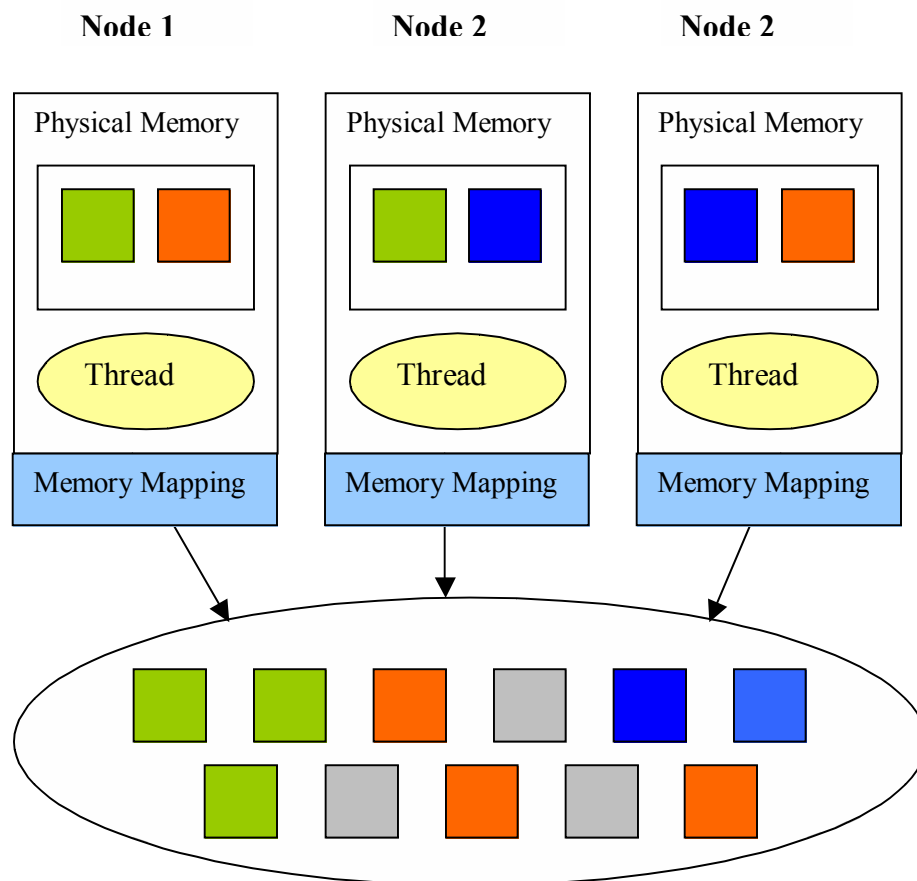 Node 1 Node 2 Node 2
Physical Memory Physical Memory Physical Memory
Thread Thread Thread
Memory Mapping Memory Mapping Memory Mapping